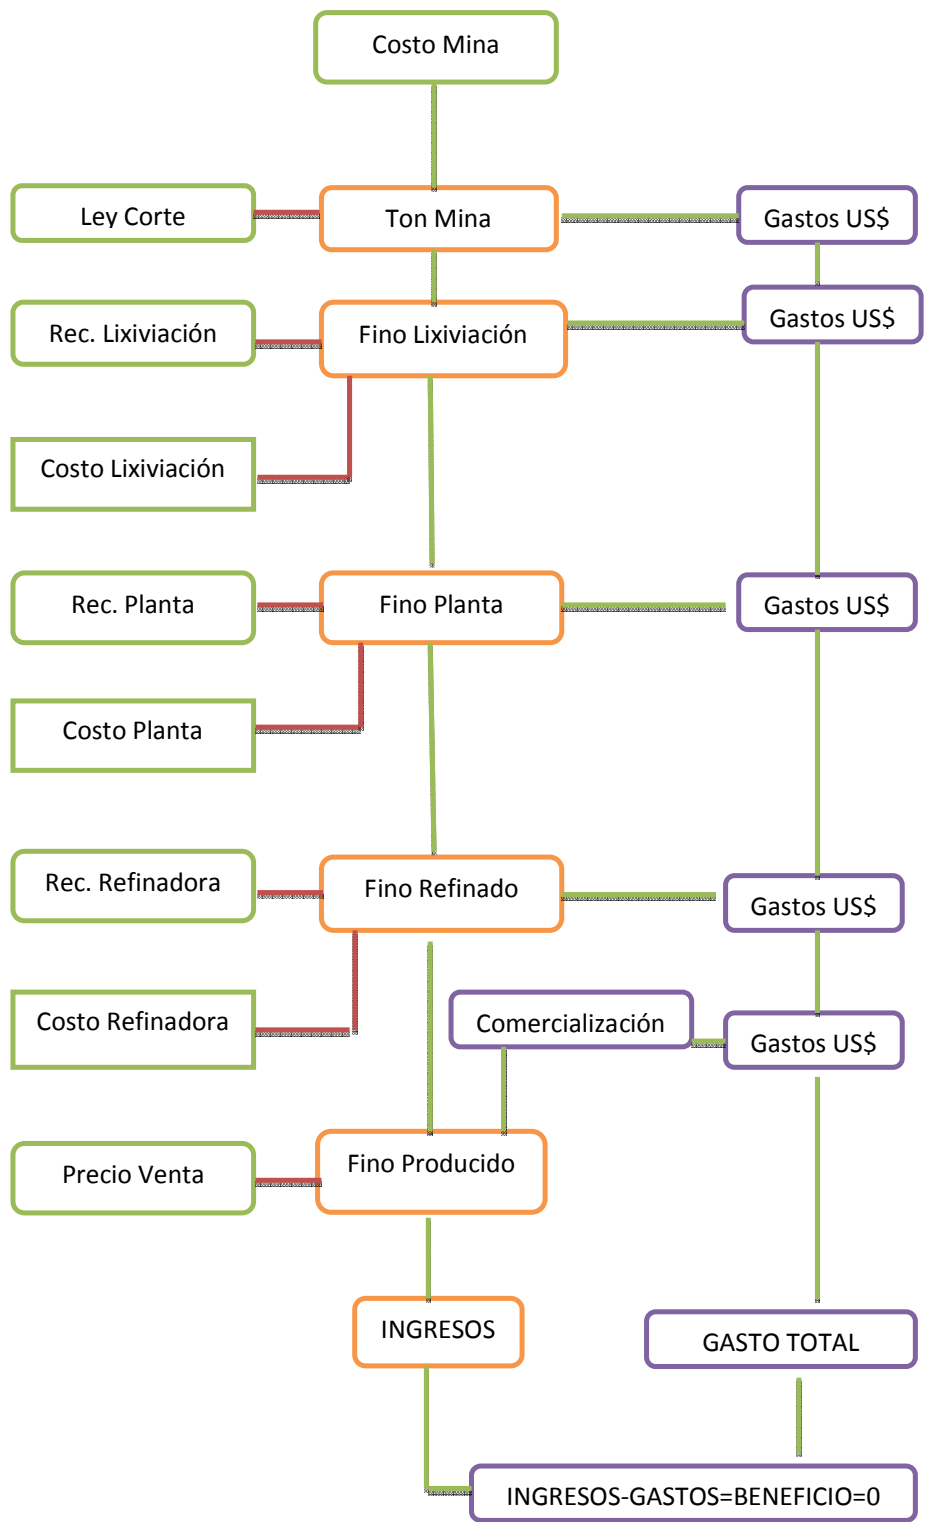 Costo Mina
Ley Corte
Ton Mina
Gastos US$
Rec. Lixiviación
Fino Lixiviación
Gastos US$
Costo Lixiviación
Rec. Planta
Fino Planta
Gastos US$
Costo Planta
Rec. Refinadora
Fino Refinado
Gastos US$
Costo Refinadora
Comercialización
Gastos US$
Precio Venta
Fino Producido
INGRESOS
GASTO TOTAL
INGRESOS-GASTOS=BENEFICIO=0